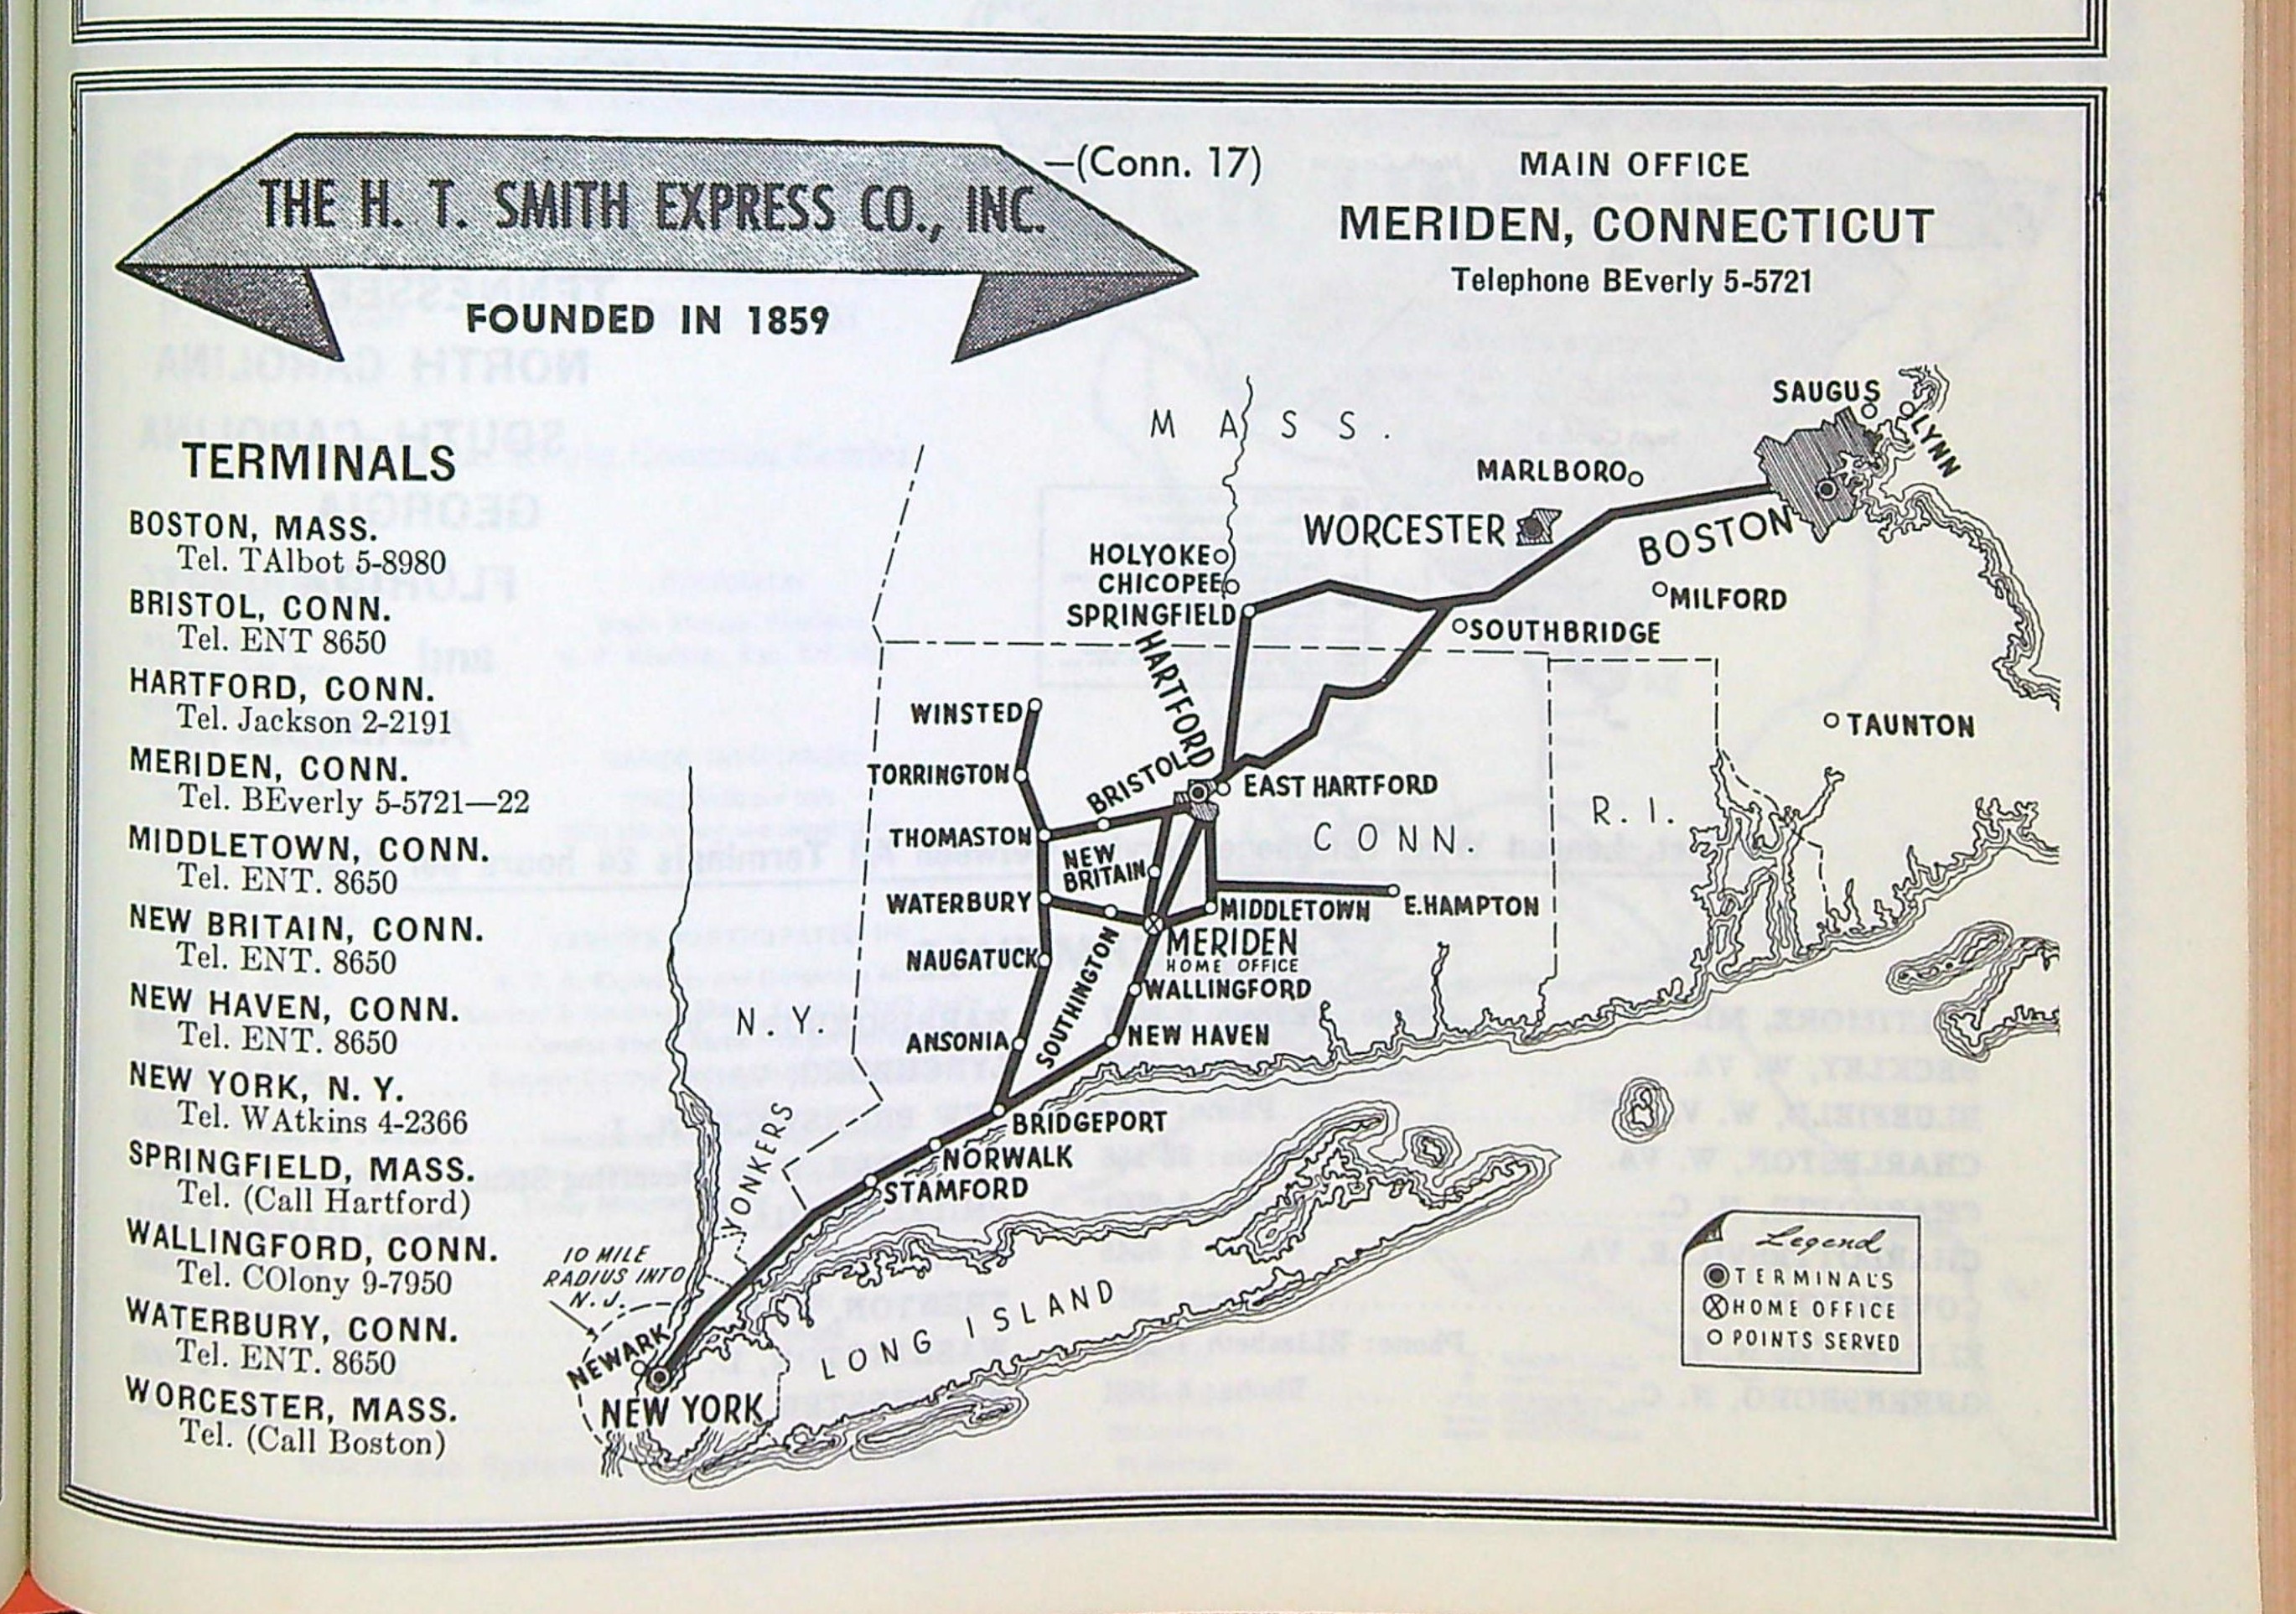 THE H. T. SMITH EXPRESS CO., INC.
—(Conn. 17)
FOUNDED IN 1859
MAIN OFFICE
MERIDEN, CONNECTICUT
Telephone BEverly 5-5721
TERMINALS
BOSTON, MASS.
Tel. TAlbot 5-8980
BRISTOL, CONN.
Tel. ENT 8650
HARTFORD, CONN.
Tel. Jackson 2-2191
MERIDEN, CONN.
Tel. BEverly 5-5721—22
MIDDLETOWN, CONN.
Tel. ENT. 8650
NEW BRITAIN, CONN.
Tel. ENT. 8650
NEW HAVEN, CONN.
Tel. ENT. 8650
NEW YORK, N. Y.
Tel. WAtkins 4-2366
SPRINGFIELD, MASS.
Tel. (Call Hartford)
WALLINGFORD, CONN.
Tel. COlony 9-7950
WATERBURY, CONN.
Tel. ENT. 8650
WORCESTER, MASS.
Tel. (Call Boston)
MASS.
SAUGUS
LYNN
MARLBORO
WORCESTER
BOSTON
HOLYOKE
CHICOPEE
SPRINGFIELD
MILFORD
SOUTHBRIDGE
HARTFORD
WINSTED
TAUNTON
TORRINGTON
BRISTOL
EAST HARTFORD
R.I.
THOMASTON
CONN.
NEW
BRITAIN
WATERBURY
MIDDLETOWN
E.HAMPTON
MERIDEN
HOME OFFICE
NAUGATUCK
SOUTHINGTON
WALLINGFORD
N.Y.
ANSONIA
NEW HAVEN
BRIDGEPORT
NORWALK
STAMFORD
YONKERS
10 MILE
RADIUS INTO
N.J.
NEWARK
NEW YORK
LONG ISLAND
Legend
TERMINALS
HOME OFFICE
POINTS SERVED